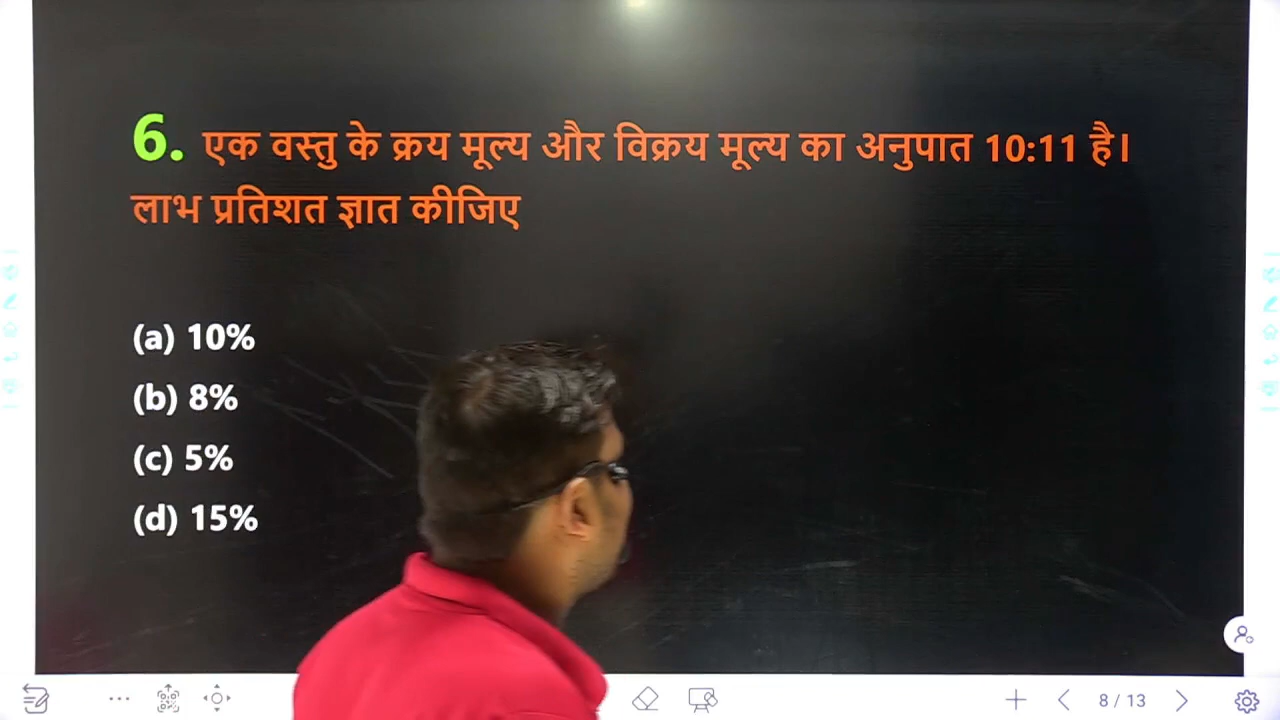 6. एक वस्तु के क्रय मूल्य और विक्रय मूल्य का अनुपात 10:11 है।
लाभ प्रतिशत ज्ञात कीजिए
(a) 10%
(b) 8%
(c) 5%
(d) 15%
8 / 13